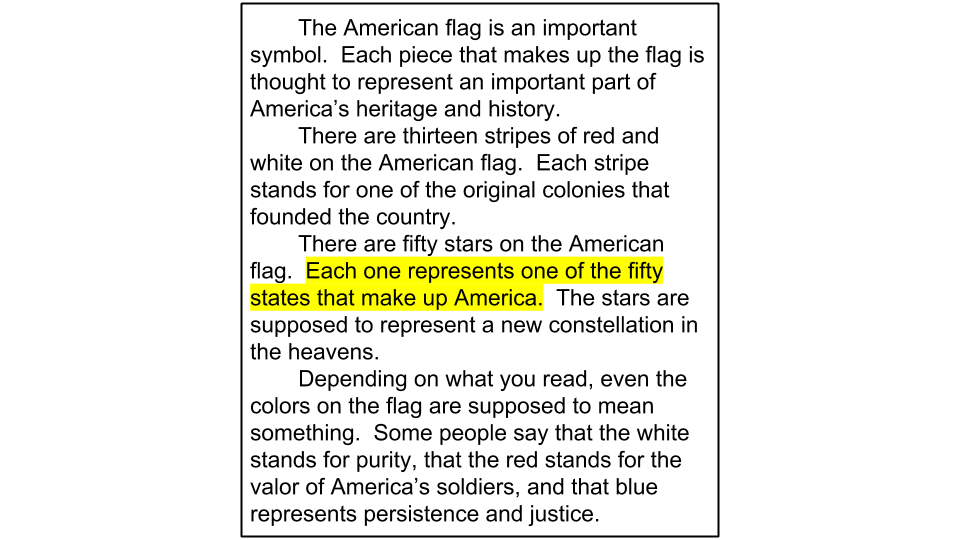 The American flag is an important
symbol.  Each piece that makes up the flag is
thought to represent an important part of
America’s heritage and history.
There are thirteen stripes of red and
white on the American flag.  Each stripe
stands for one of the original colonies that
founded the country.
There are fifty stars on the American
flag.  Each one represents one of the fifty
states that make up America.  The stars are
supposed to represent a new constellation in
the heavens.
Depending on what you read, even the
colors on the flag are supposed to mean
something.  Some people say that the white
stands for purity, that the red stands for the
valor of America’s soldiers, and that blue
represents persistence and justice.